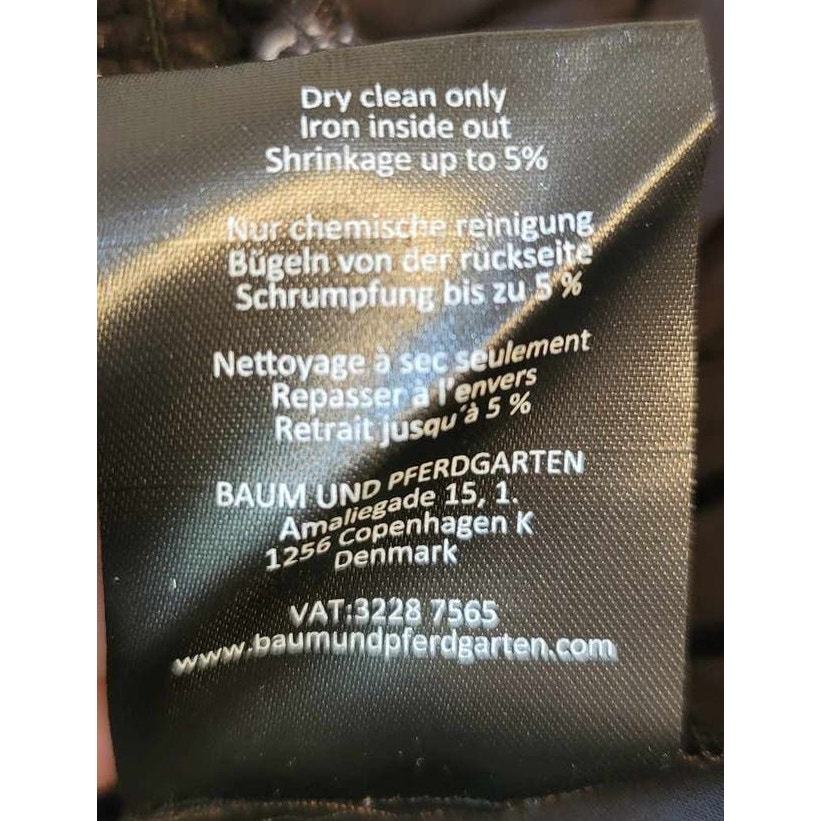 Dry clean only
Iron inside out
Shrinkage up to 5%
Nur chemische reinigung
Bügeln von der rückseite
Schrumpfung bis zu 5 %
Nettoyage à sec seulement
Repasser à l'envers
Retrait jusqu´à 5 %
BAUM UND PFERDGARTEN
Amaliegade 15, 1.
1256 Copenhagen K
Denmark
VAT:3228 7565
www.baumundpferdgarten.com